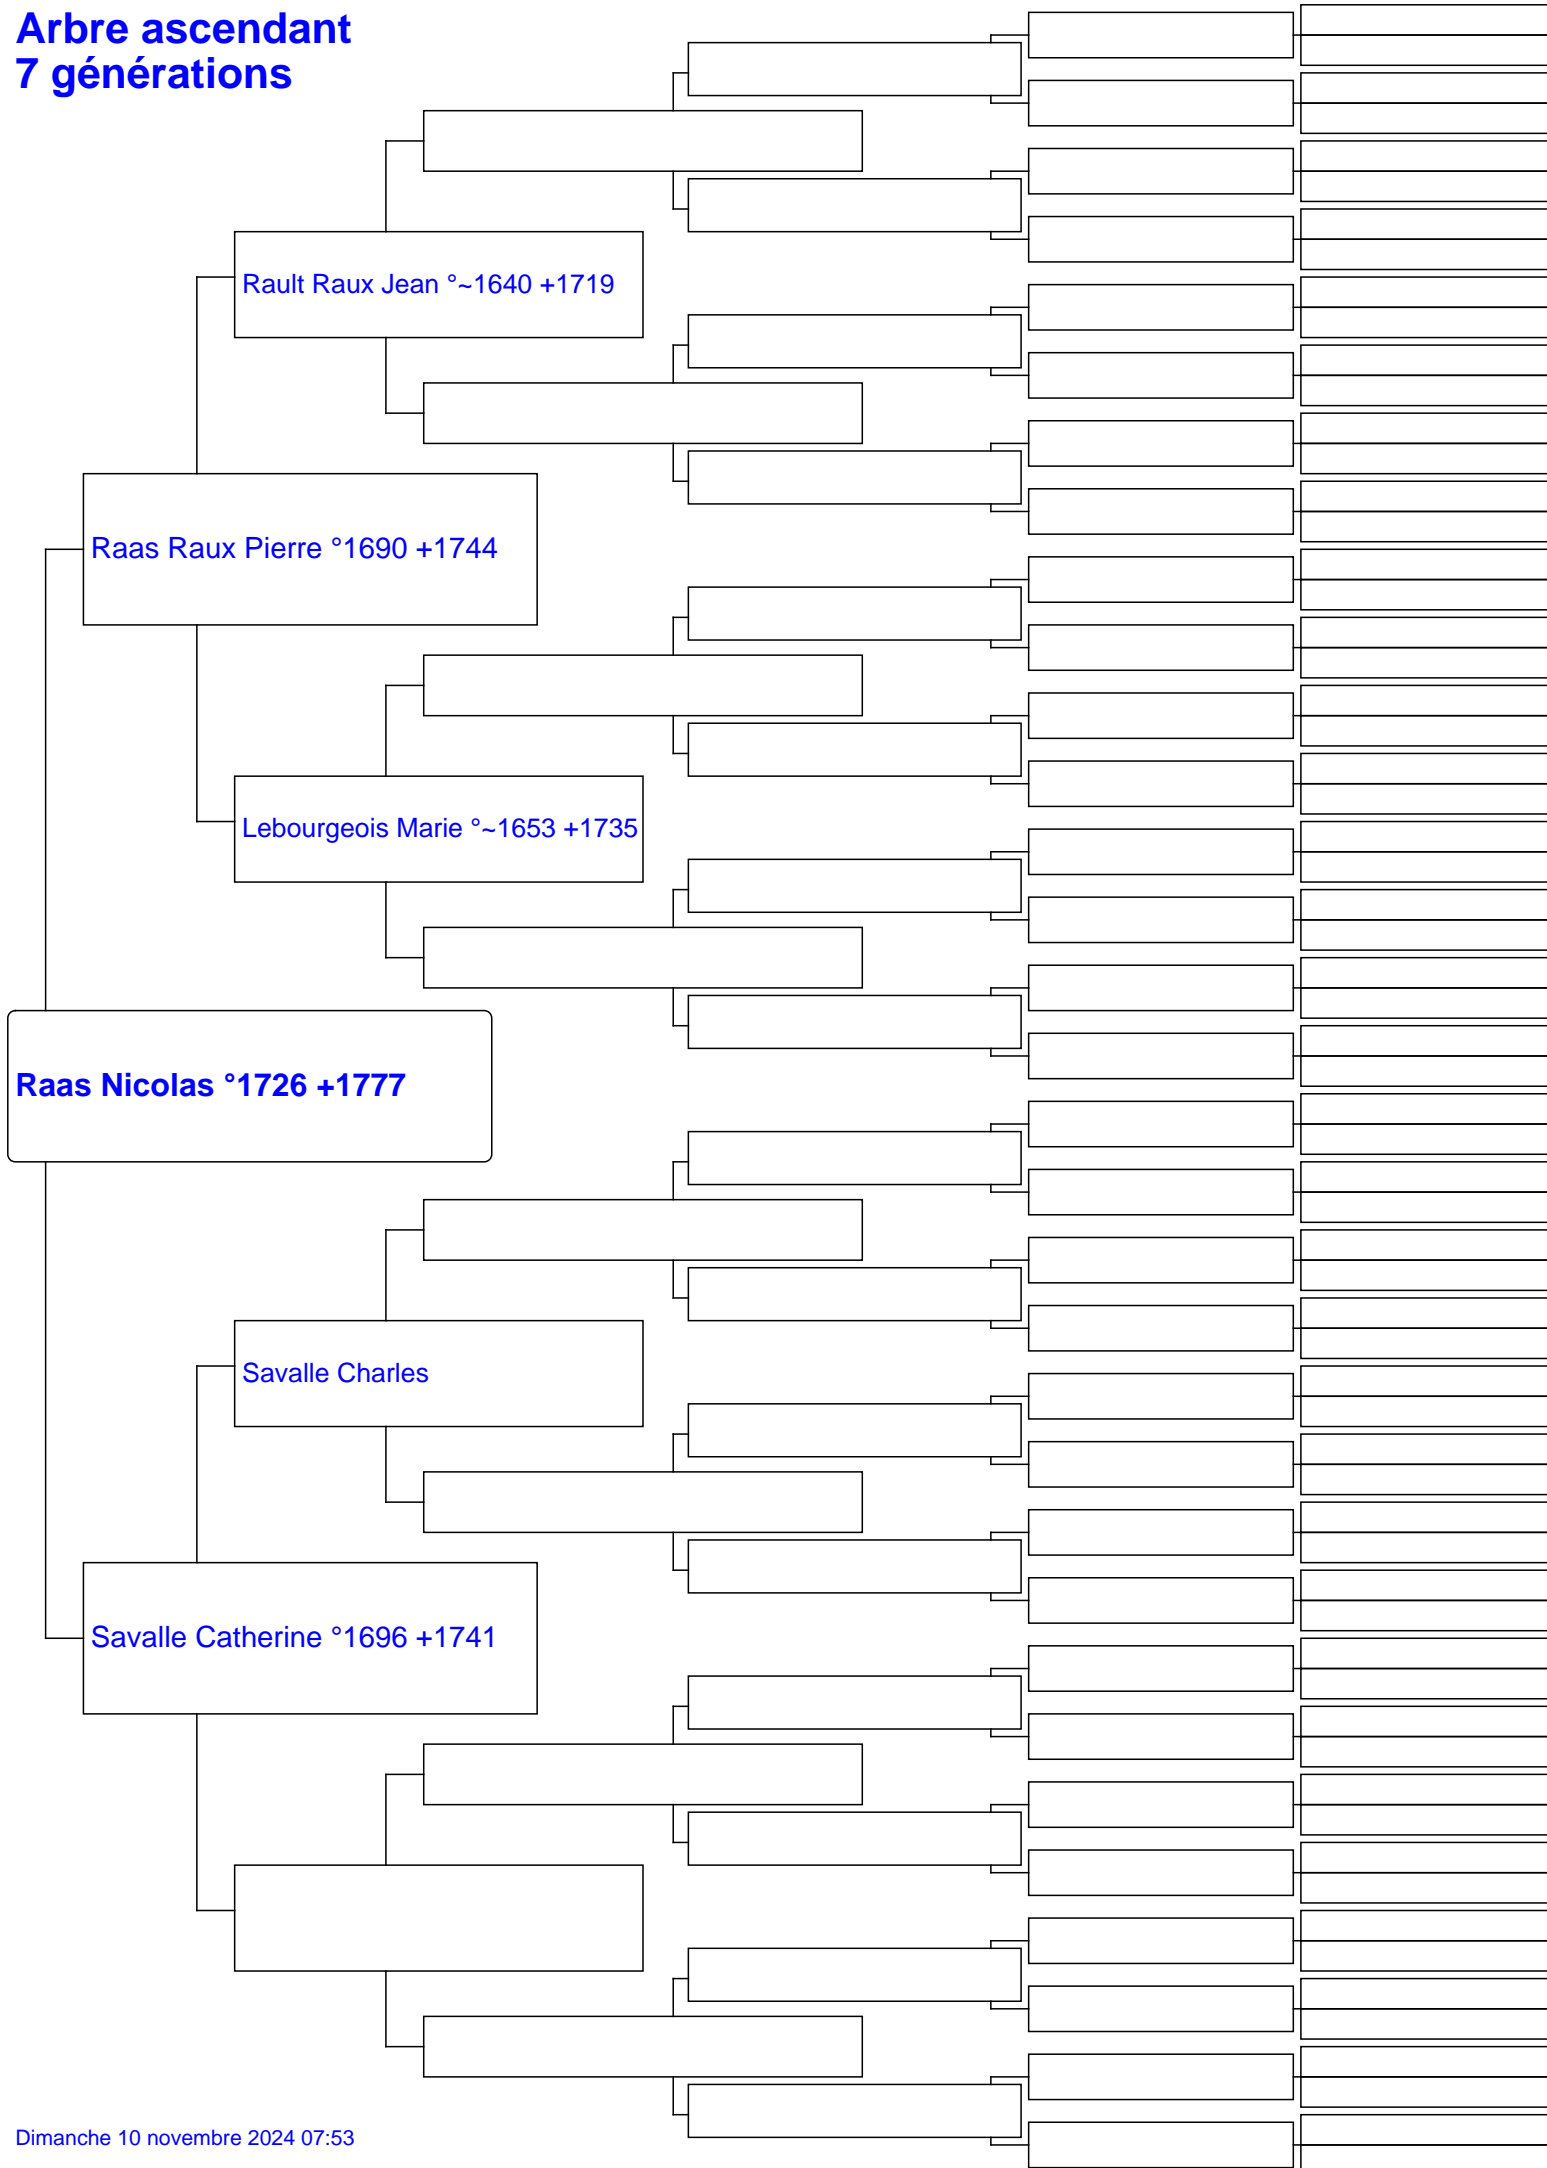 Arbre ascendant
7 générations
Rault Raux Jean °~1640 +1719
Raas Raux Pierre °1690 +1744
Lebourgeois Marie °~1653 +1735
Raas Nicolas °1726 +1777
Savalle Charles
Savalle Catherine °1696 +1741
Dimanche 10 novembre 2024 07:53